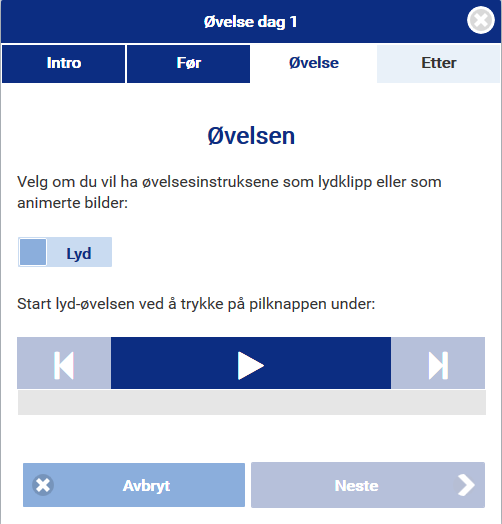 Øvelse dag 1
Intro
Før
Øvelse
Etter
Øvelsen
Velg om du vil ha øvelsesinstruksene som lydklipp eller som
animerte bilder:
Lyd
Start lyd-øvelsen ved å trykke på pilknappen under:
Avbryt
Neste